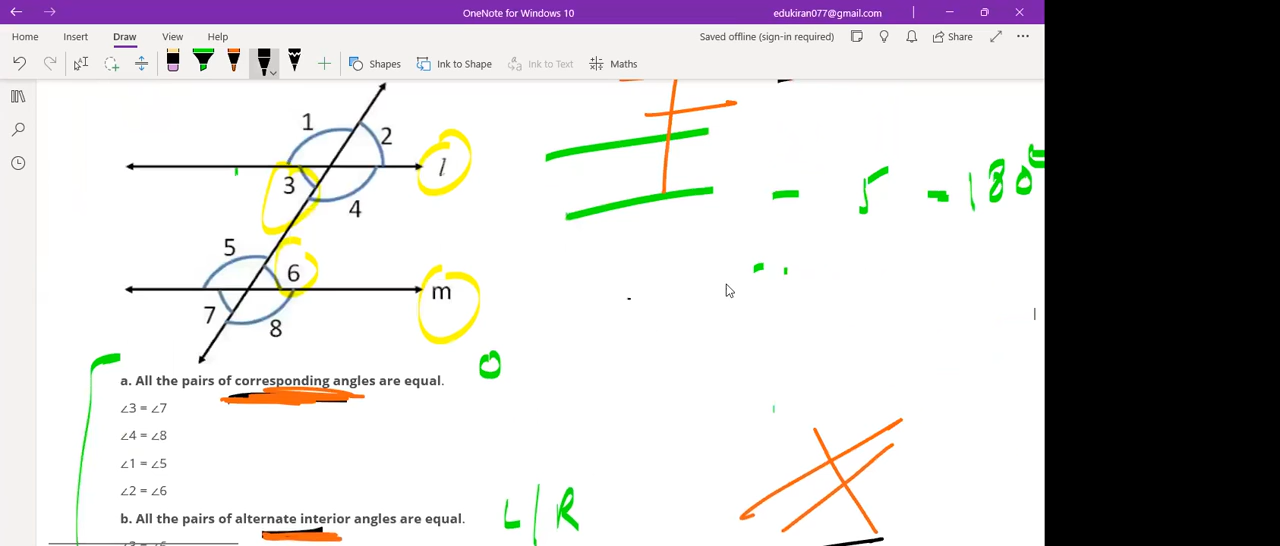 OneNote for Windows 10
edukiran077@gmail.com
Home Insert Draw View Help
Saved offline (sign-in required)
Share
Shapes
Ink to Shape
Ink to Text
Maths
1
2
l
3
4
- 5 = 180°
5
6
m
7
8
a. All the pairs of corresponding angles are equal.
∠3 = ∠7
∠4 = ∠8
∠1 = ∠5
∠2 = ∠6
L/R
b. All the pairs of alternate interior angles are equal.